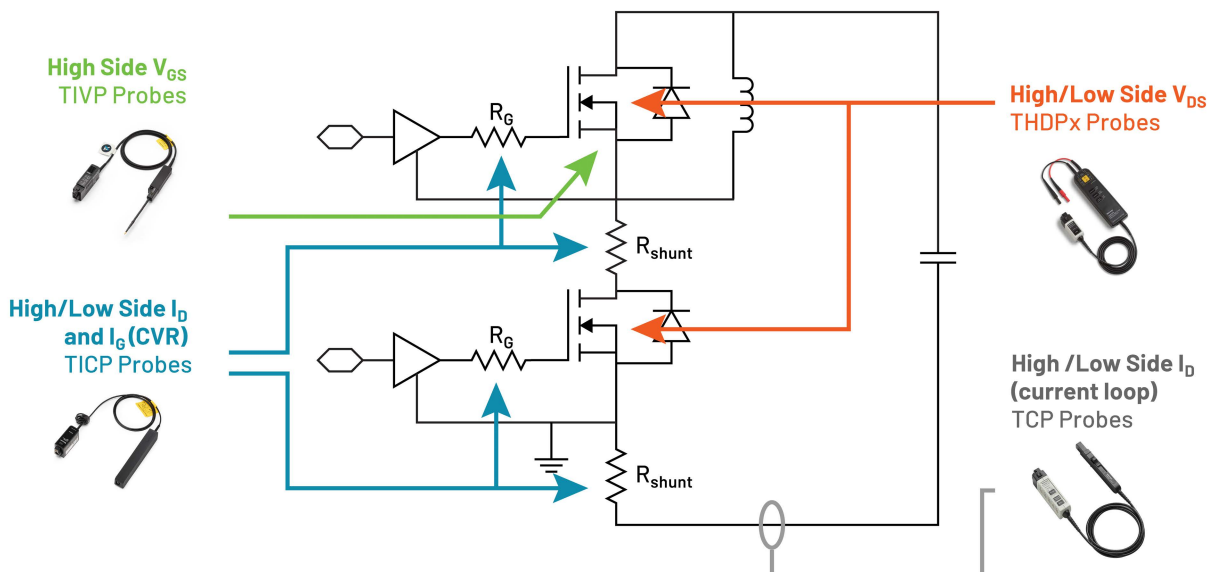 High Side VGS
TIVP Probes
High/Low Side ID
and IG (CVR)
TICP Probes
RG
Rshunt
RG
Rshunt
High/Low Side VDS
THDPx Probes
High /Low Side ID
(current loop)
TCP Probes